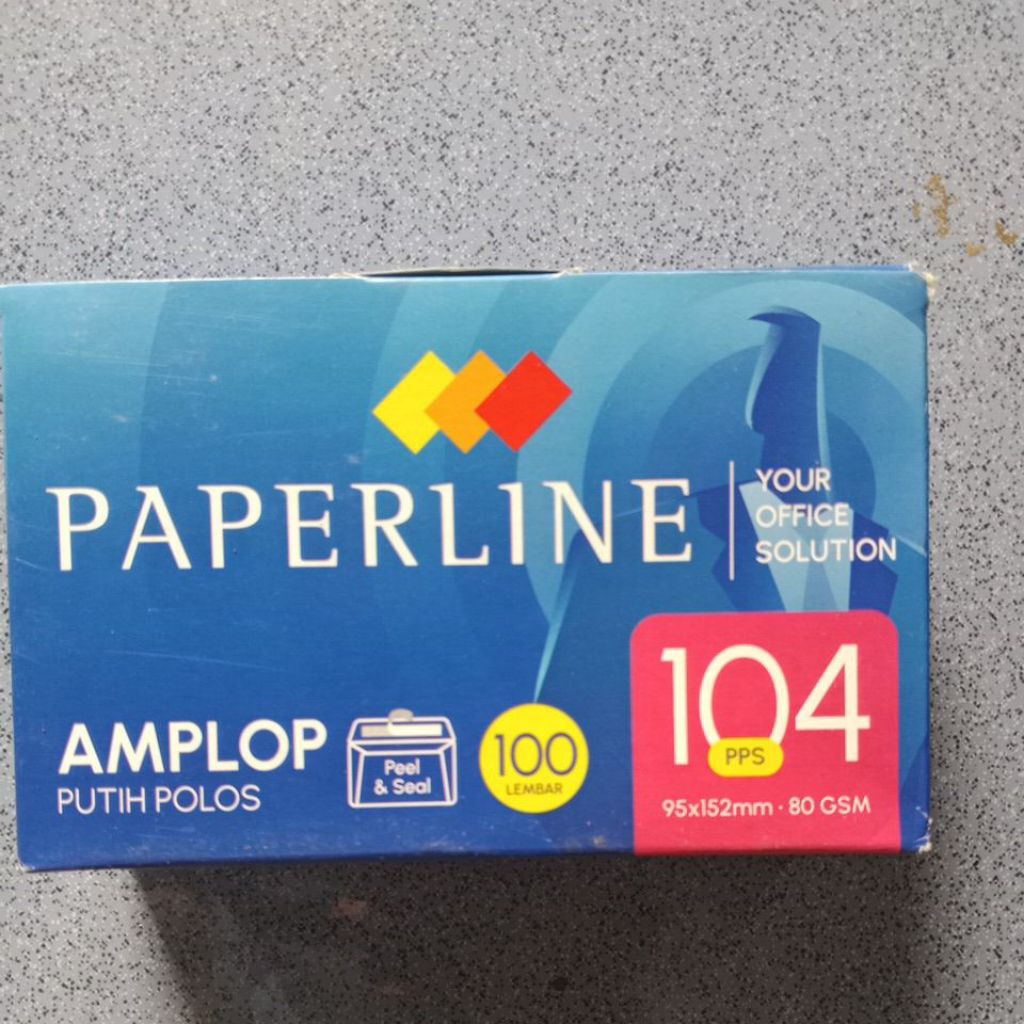 PAPERLINE
YOUR
OFFICE
SOLUTION
AMPLOP
PUTIH POLOS
Peel
& Seal
100
LEMBAR
104
PPS
95x152mm · 80 GSM